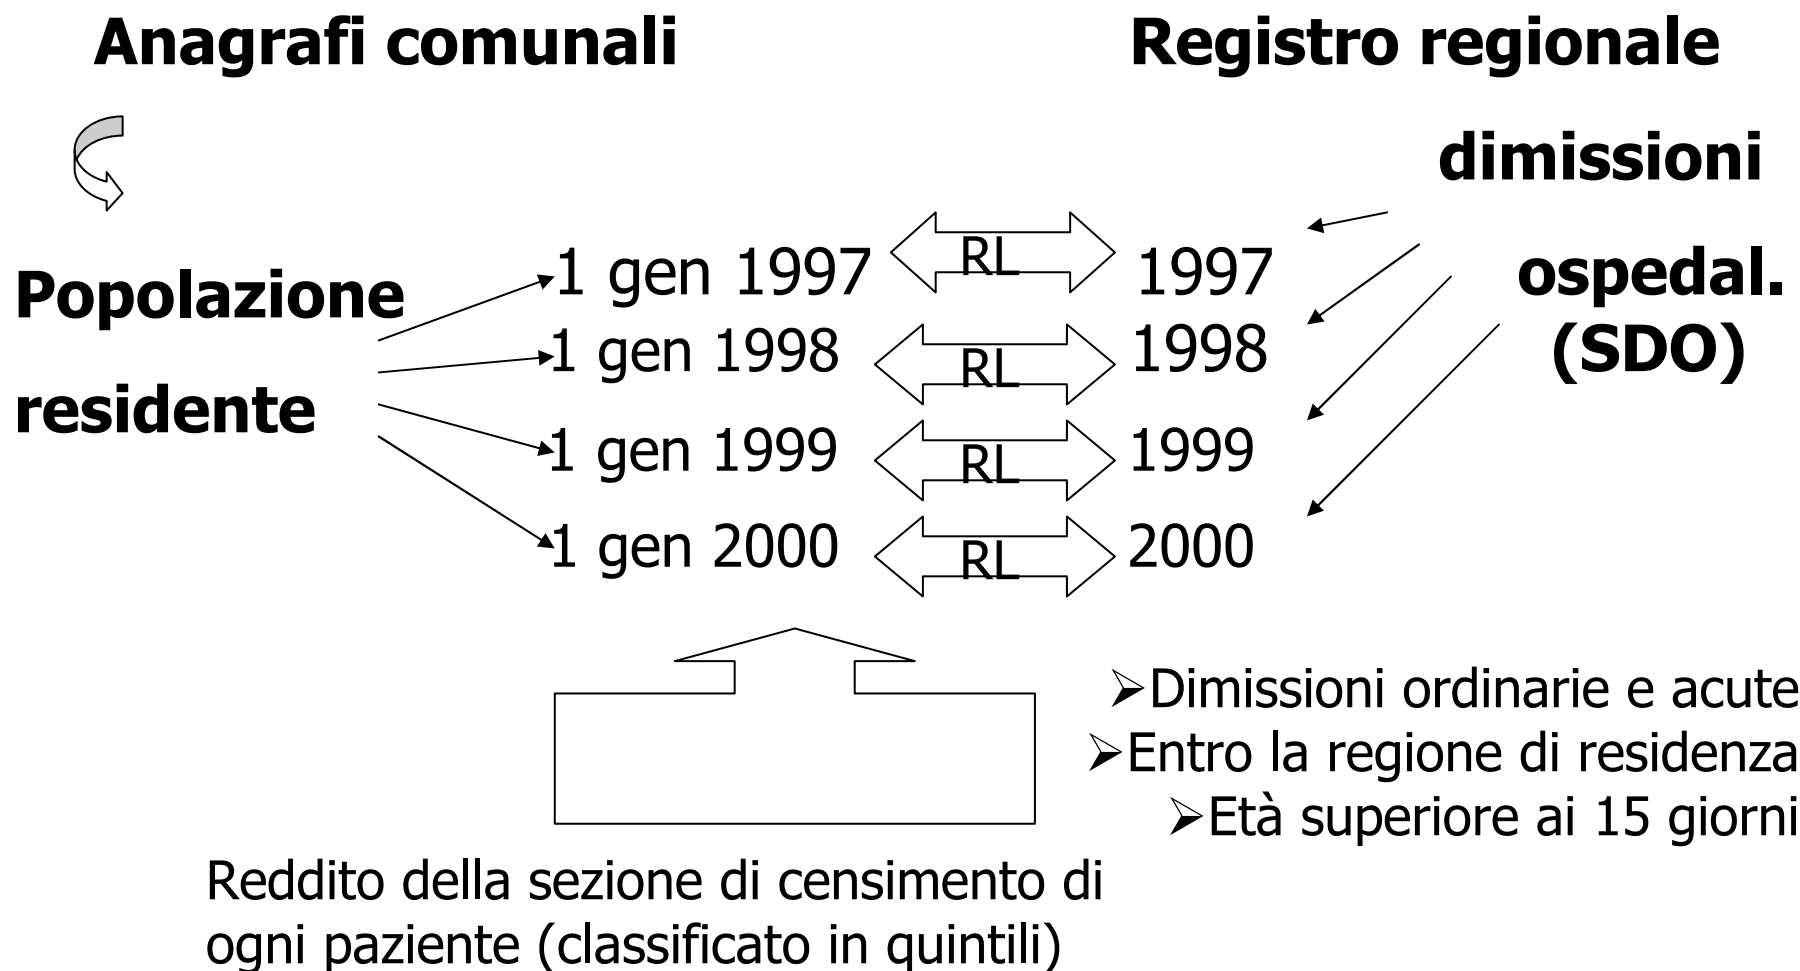 Anagrafi comunali
Registro regionale
dimissioni
ospedal.
(SDO)
Popolazione
residente
1 gen 1997 RL 1997
1 gen 1998 RL 1998
1 gen 1999 RL 1999
1 gen 2000 RL 2000
➢Dimissioni ordinarie e acute
➢Entro la regione di residenza
➢Età superiore ai 15 giorni
Reddito della sezione di censimento di
ogni paziente (classificato in quintili)